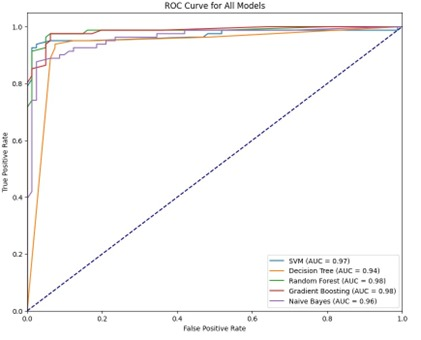 ROC Curve for All Models
True Positive Rate
1.0
0.8
0.6
0.4
0.2
0.0
SVM (AUC = 0.97)
Decision Tree (AUC = 0.94)
Random Forest (AUC = 0.98)
Gradient Boosting (AUC = 0.98)
Naive Bayes (AUC = 0.96)
0.0 0.2 0.4 0.6 0.8 1.0
False Positive Rate